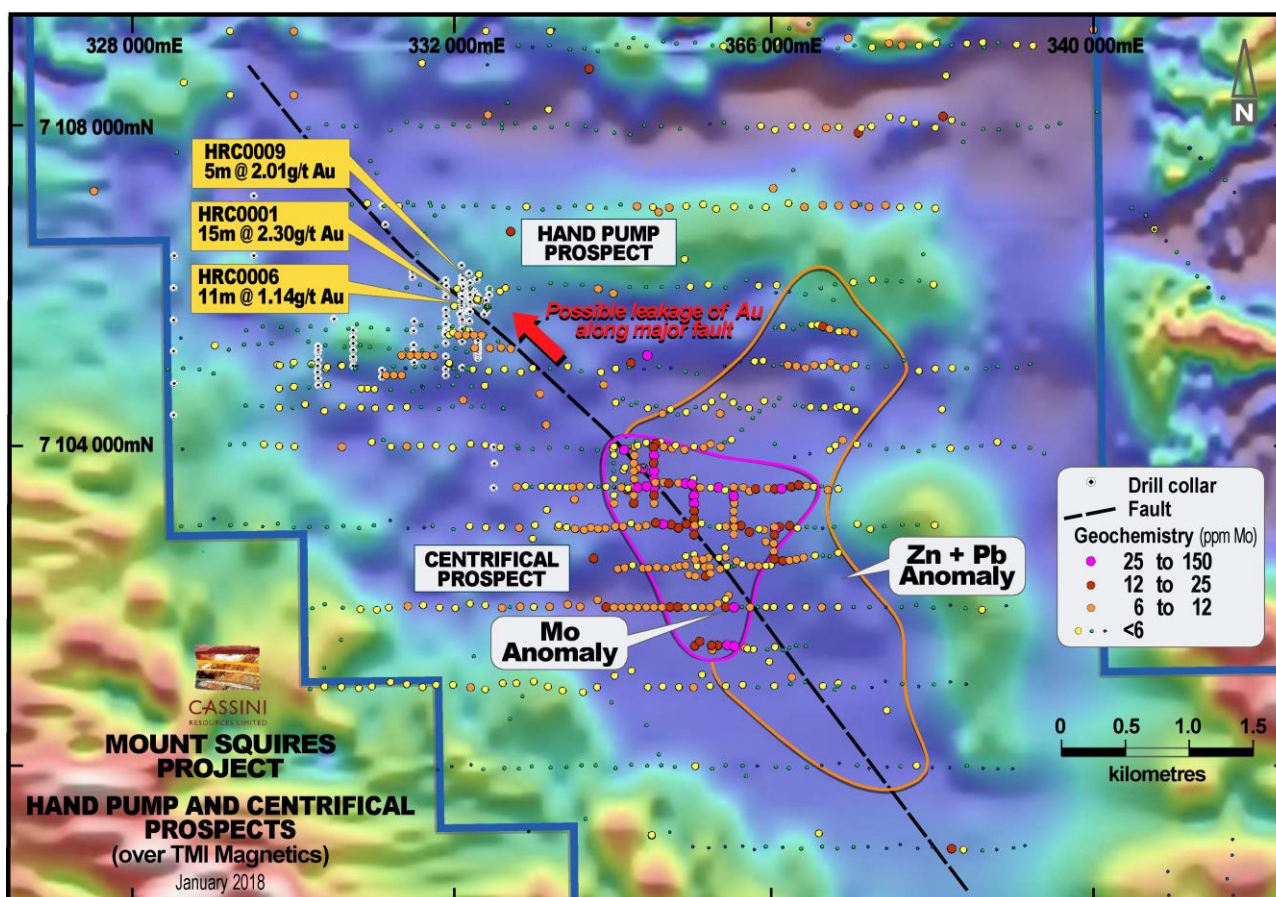 328 000mE
332 000mE
366 000mE
340 000mE
N
7 108 000mN
HRC0009
5m @ 2.01g/t Au
HRC0001
15m @ 2.30g/t Au
HRC0006
11m @ 1.14g/t Au
HAND PUMP
PROSPECT
Possible leakage of Au
along major fault
7 104 000mN
Drill collar
Fault
Geochemistry (ppm Mo)
25 to 150
12 to 25
6 to 12
<6
CENTRIFICAL
PROSPECT
Zn + Pb
Anomaly
Mo
Anomaly
CASSINI
RESOURCES LIMITED
MOUNT SQUIRES
PROJECT
HAND PUMP AND CENTRIFICAL
PROSPECTS
(over TMI Magnetics)
January 2018
0 0.5 1.0 1.5
kilometres